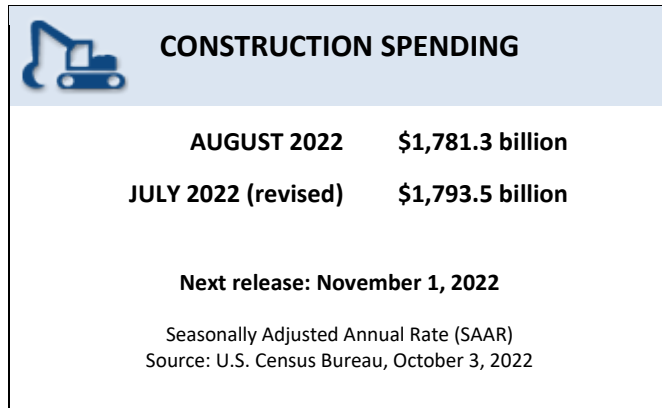 CONSTRUCTION SPENDING
AUGUST 2022 $1,781.3 billion
JULY 2022 (revised) $1,793.5 billion
Next release: November 1, 2022
Seasonally Adjusted Annual Rate (SAAR)
Source: U.S. Census Bureau, October 3, 2022